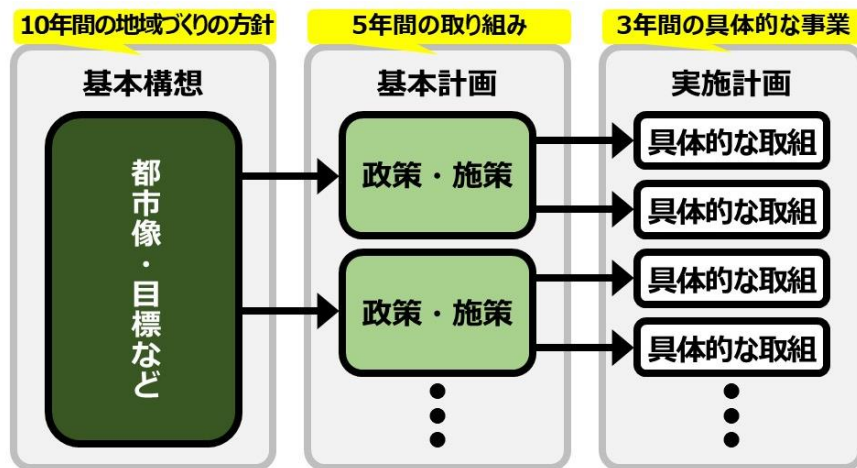 10年間の地域づくりの方針
5年間の取り組み
3年間の具体的な事業
基本構想
基本計画
実施計画
都市像・目標など
政策・施策
政策・施策
具体的な取組
具体的な取組
具体的な取組
具体的な取組